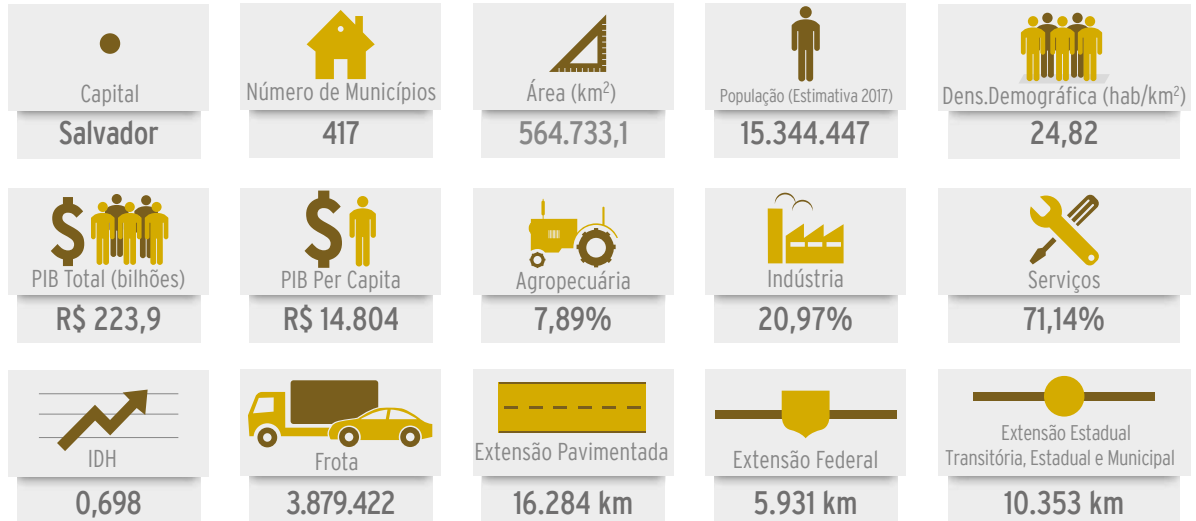 Capital
Salvador
Número de Municípios
417
Área (km²)
564.733,1
População (Estimativa 2017)
15.344.447
Dens.Demográfica (hab/km²)
24,82
PIB Total (bilhões)
R$ 223,9
PIB Per Capita
R$ 14.804
Agropecuária
7,89%
Indústria
20,97%
Serviços
71,14%
IDH
0,698
Frota
3.879.422
Extensão Pavimentada
16.284 km
Extensão Federal
5.931 km
Extensão Estadual
Transitória, Estadual e Municipal
10.353 km